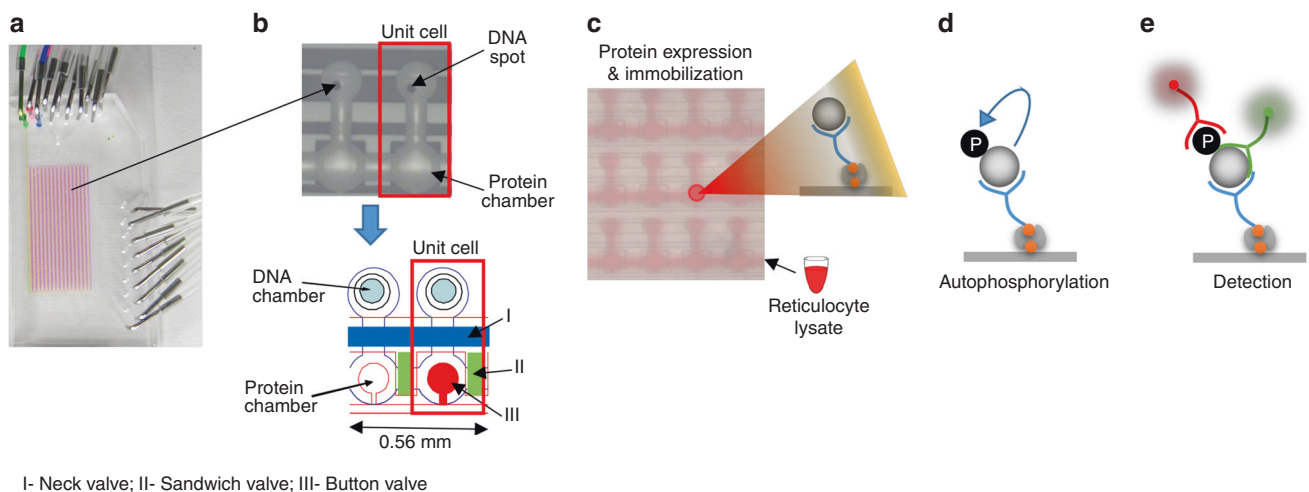 a
b
Unit cell
DNA
spot
Protein
chamber
Unit cell
DNA
chamber
I
II
Protein
chamber
III
0.56 mm
c
Protein expression
& immobilization
Reticulocyte
lysate
d
P
Autophosphorylation
e
P
Detection
I- Neck valve; II- Sandwich valve; III- Button valve